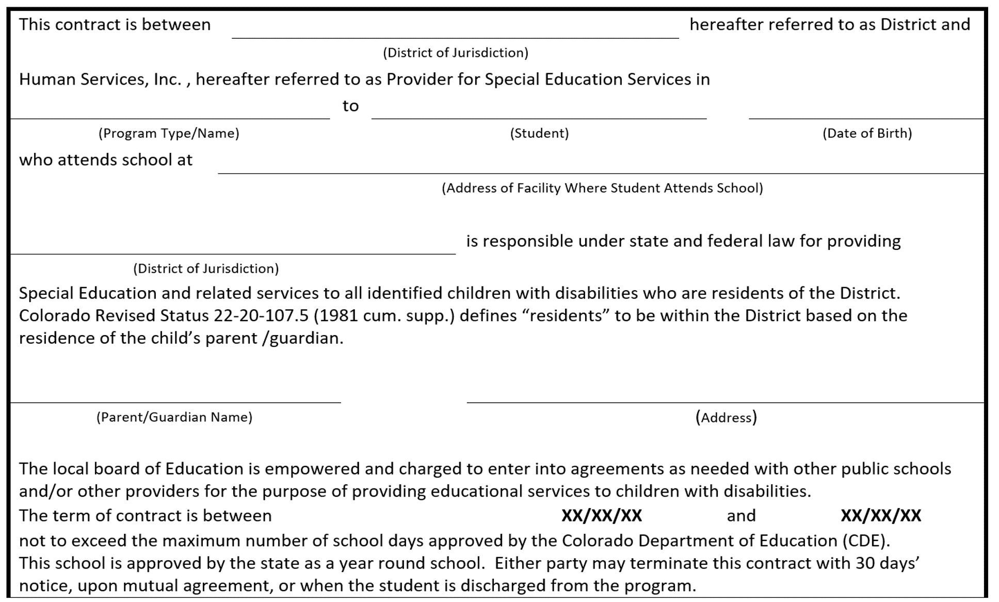 This contract is between hereafter referred to as District and
(District of Jurisdiction)
Human Services, Inc. , hereafter referred to as Provider for Special Education Services in
to
(Program Type/Name) (Student) (Date of Birth)
who attends school at
(Address of Facility Where Student Attends School)
is responsible under state and federal law for providing
(District of Jurisdiction)
Special Education and related services to all identified children with disabilities who are residents of the District.
Colorado Revised Status 22-20-107.5 (1981 cum. supp.) defines “residents” to be within the District based on the
residence of the child’s parent /guardian.
(Parent/Guardian Name) (Address)
The local board of Education is empowered and charged to enter into agreements as needed with other public schools
and/or other providers for the purpose of providing educational services to children with disabilities.
The term of contract is between XX/XX/XX and XX/XX/XX
not to exceed the maximum number of school days approved by the Colorado Department of Education (CDE).
This school is approved by the state as a year round school.  Either party may terminate this contract with 30 days’
notice, upon mutual agreement, or when the student is discharged from the program.